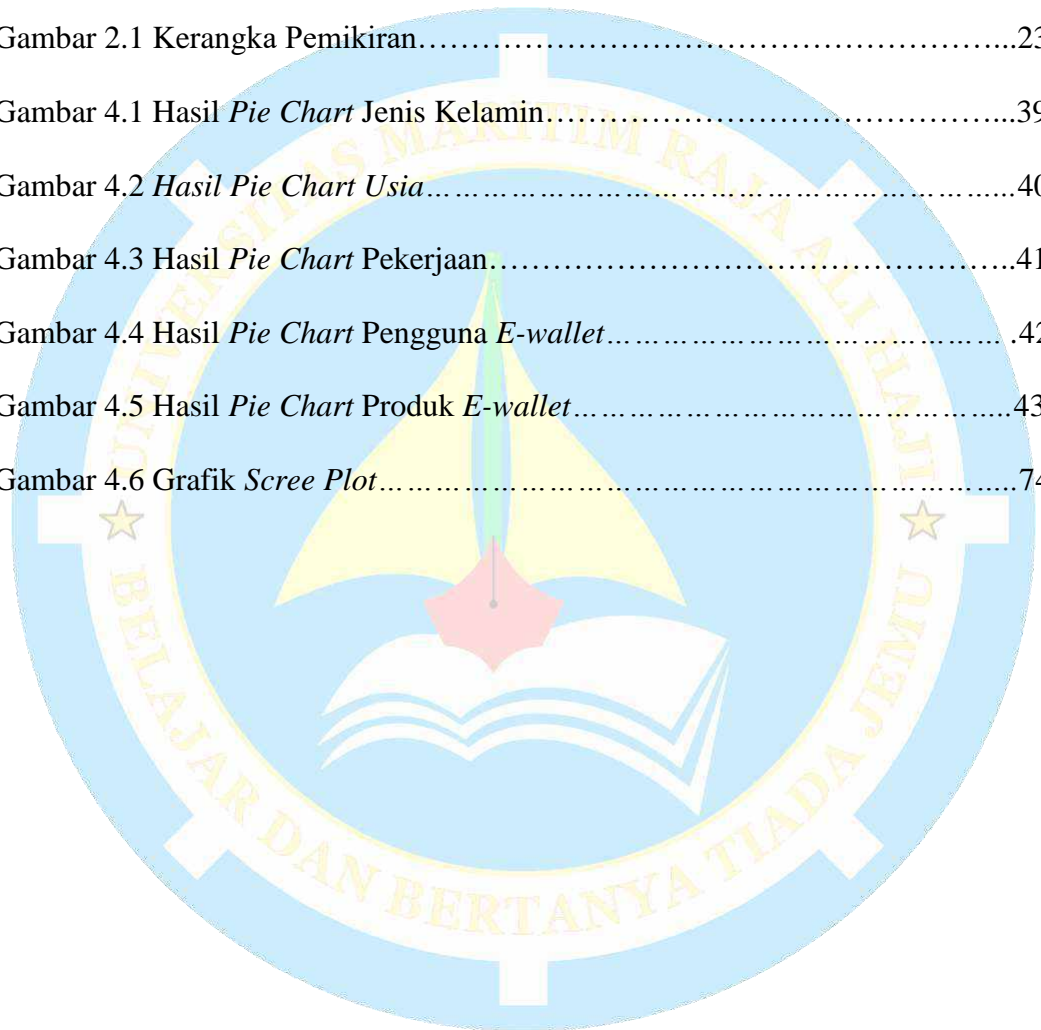 Gambar 2.1 Kerangka Pemikiran……………………………………………………...23
Gambar 4.1 Hasil Pie Chart Jenis Kelamin………………………………………...39
Gambar 4.2 Hasil Pie Chart Usia…………………………………………………...40
Gambar 4.3 Hasil Pie Chart Pekerjaan……………………………………………..41
Gambar 4.4 Hasil Pie Chart Pengguna E-wallet………………………………… .42
Gambar 4.5 Hasil Pie Chart Produk E-wallet……………………………………....43
Gambar 4.6 Grafik Scree Plot……………………………………………………....74
UNIVERSITAS MARITIM RAJA ALI HAJI
BELAJAR DAN BERTANYA TIADA JEMU